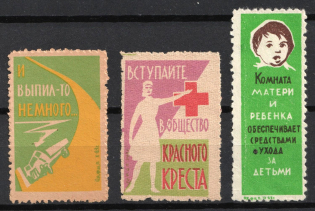 И
ВЫПИЛ-ТО
НЕМНОГО...
ВСТУПАЙТЕ
В ОБЩЕСТВО
КРАСНОГО
КРЕСТА
КОМНАТА
МАТЕРИ
И
РЕБЕНКА
ОБЕСПЕЧИВАЕТ
СРЕДСТВАМИ
УХОДА
ЗА
ДЕТЬМИ